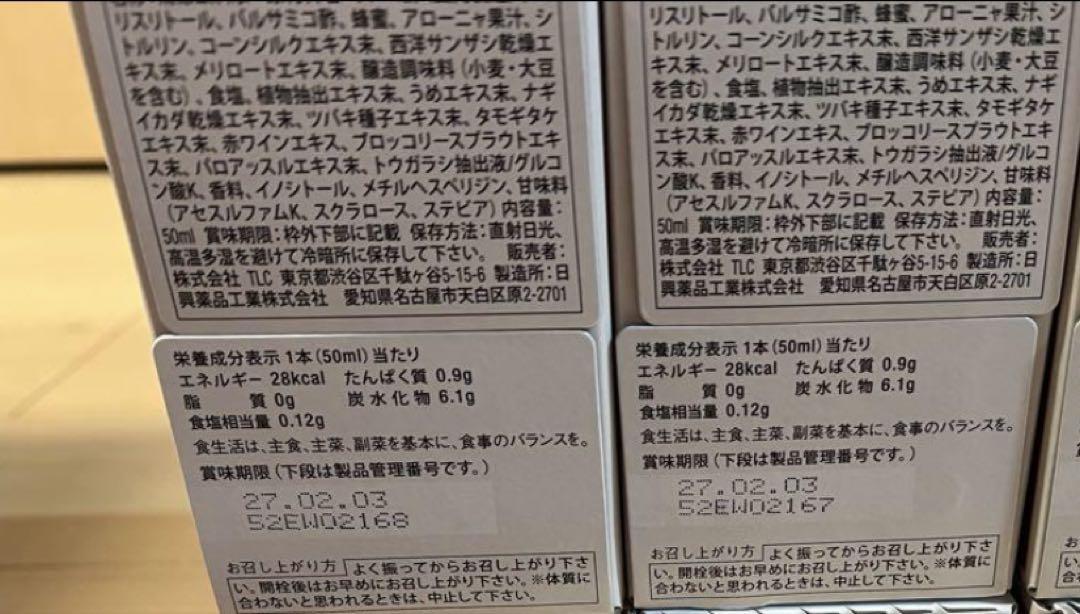 リスリトール、バルサミコ酢、蜂蜜、アローニャ果汁、シ
トルリン、コーンシルクエキス末、西洋サンザシ乾燥エ
キス末、メリロートエキス末、醸造調味料(小麦・大豆
を含む)、食塩、植物抽出エキス末、うめエキス末、ナギ
イカダ乾燥エキス末、ツバキ種子エキス末、タモギタケ
エキス末、赤ワインエキス、ブロッコリースプラウトエキ
ス末、バロアッスルエキス末、トウガラシ抽出液/グルコ
ン酸K、香料、イノシトール、メチルヘスペリジン、甘味料
(アセスルファムK、スクラロース、ステビア) 内容量:
50ml 賞味期限:枠外下部に記載 保存方法:直射日光、
高温多湿を避けて冷暗所に保存して下さい。 販売者:
株式会社 TLC 東京都渋谷区千駄ヶ谷5-15-6 製造所:日
興薬品工業株式会社 愛知県名古屋市天白区原2-2701
栄養成分表示 1本(50ml)当たり
エネルギー 28kcal たんぱく質 0.9g
脂 質 0g 炭水化物 6.1g
食塩相当量 0.12g
食生活は、主食、主菜、副菜を基本に、食事のバランスを。
賞味期限(下段は製品管理番号です。)
27.02.03
52EW02168
お召し上がり方 よく振ってからお召し上がり下さ
い。開栓後はお早めにお召し上がり下さい。※体質に
合わないと思われるときは、中止して下さい。
リスリトール、バルサミコ酢、蜂蜜、アローニャ果汁、シ
トルリン、コーンシルクエキス末、西洋サンザシ乾燥エ
キス末、メリロートエキス末、醸造調味料(小麦・大豆
を含む)、食塩、植物抽出エキス末、うめエキス末、ナギ
イカダ乾燥エキス末、ツバキ種子エキス末、タモギタケ
エキス末、赤ワインエキス、ブロッコリースプラウトエキ
ス末、バロアッスルエキス末、トウガラシ抽出液/グルコ
ン酸K、香料、イノシトール、メチルヘスペリジン、甘味料
(アセスルファムK、スクラロース、ステビア) 内容量:
50ml 賞味期限:枠外下部に記載 保存方法:直射日光、
高温多湿を避けて冷暗所に保存して下さい。 販売者:
株式会社 TLC 東京都渋谷区千駄ヶ谷5-15-6 製造所:日
興薬品工業株式会社 愛知県名古屋市天白区原2-2701
栄養成分表示 1本(50ml)当たり
エネルギー 28kcal たんぱく質 0.9g
脂 質 0g 炭水化物 6.1g
食塩相当量 0.12g
食生活は、主食、主菜、副菜を基本に、食事のバランスを。
賞味期限(下段は製品管理番号です。)
27.02.03
52EW02167
お召し上がり方 よく振ってからお召し上がり下さ
い。開栓後はお早めにお召し上がり下さい。※体質に
合わないと思われるときは、中止して下さい。